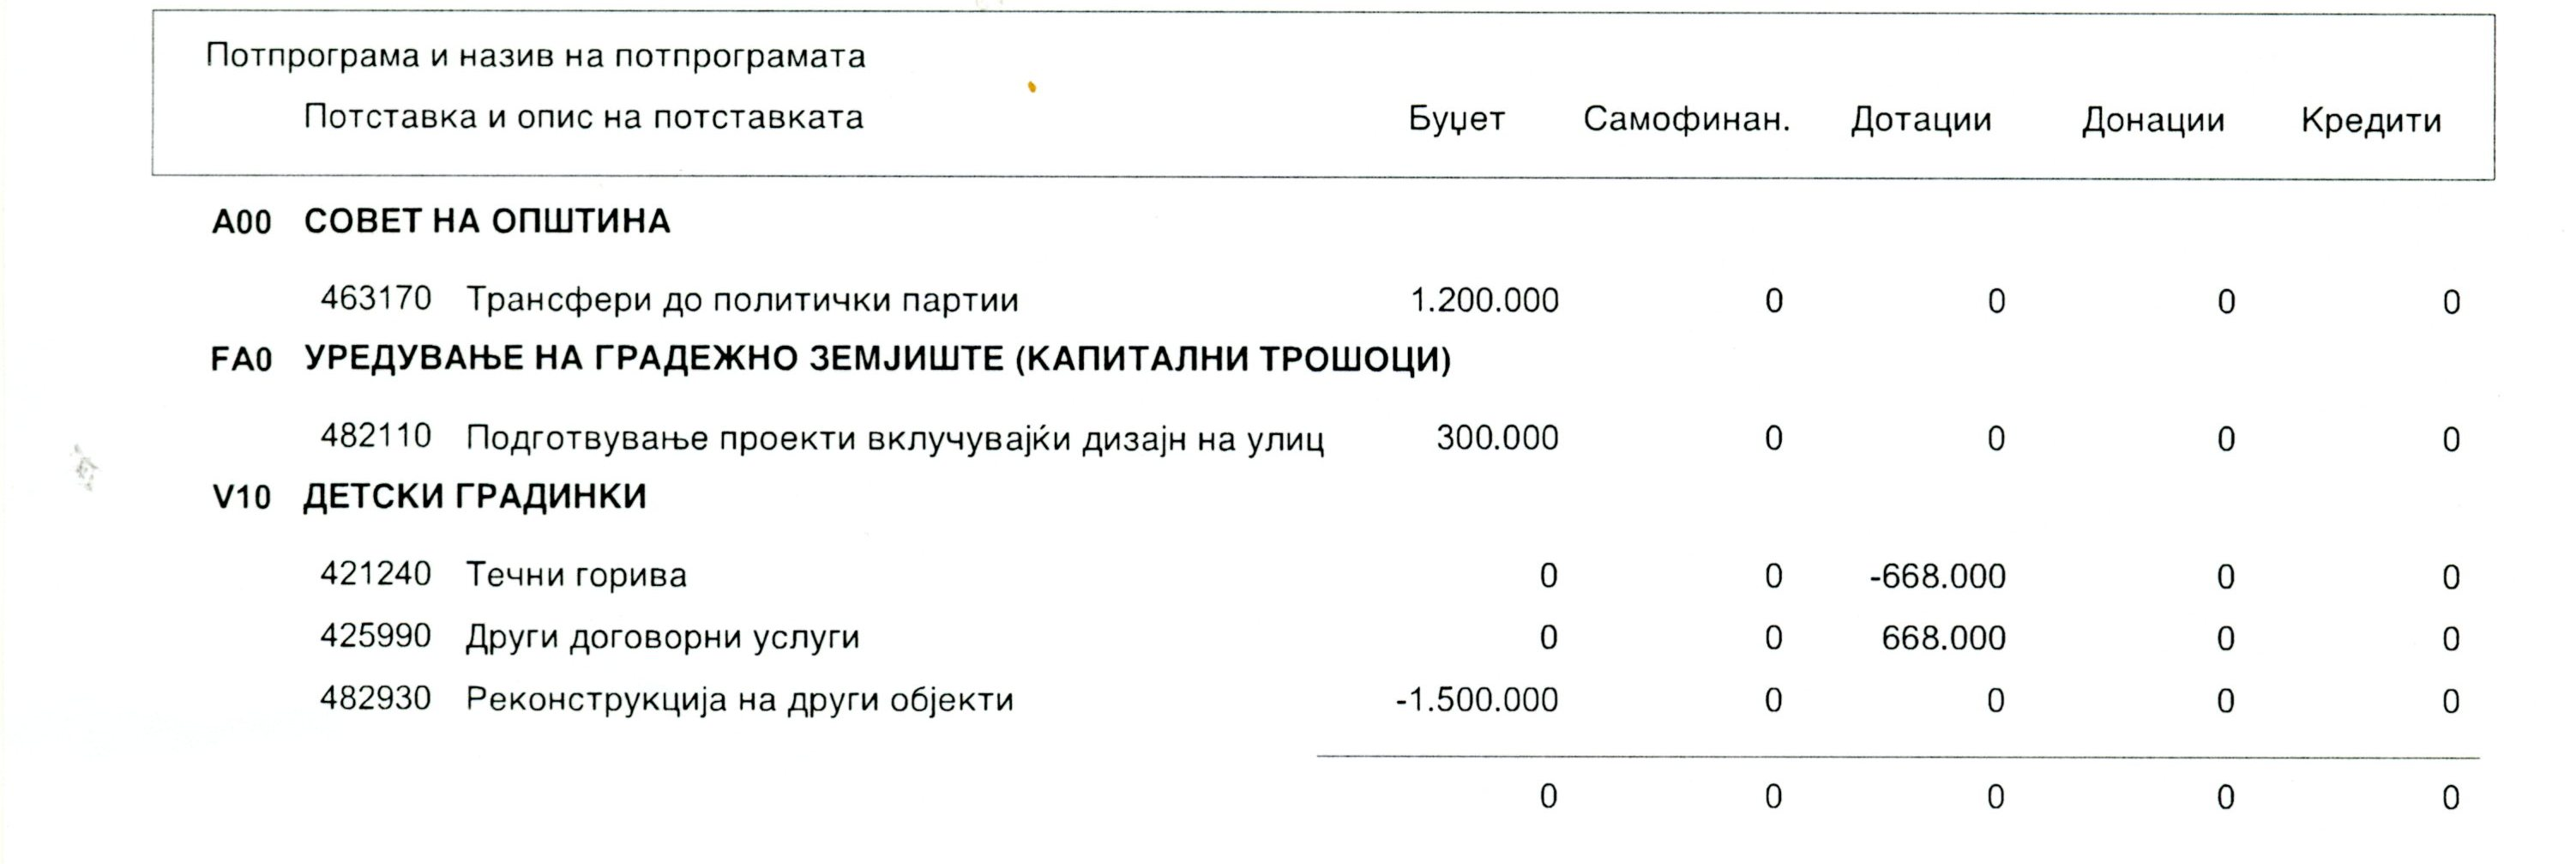 Потпрограма и назив на потпрограмата
Потставка и опис на потставката Буџет Самофинан. Дотации Донации Кредити
A00 СОВЕТ НА ОПШТИНА
463170 Трансфери до политички партии 1.200.000 0 0 0 0
FA0 УРЕДУВАЊЕ НА ГРАДЕЖНО ЗЕМЈИШТЕ (КАПИТАЛНИ ТРОШОЦИ)
482110 Подготвување проекти вклучувајќи дизајн на улиц 300.000 0 0 0 0
V10 ДЕТСКИ ГРАДИНКИ
421240 Течни горива 0 0 -668.000 0 0
425990 Други договорни услуги 0 0 668.000 0 0
482930 Реконструкција на други објекти -1.500.000 0 0 0 0
0 0 0 0 0